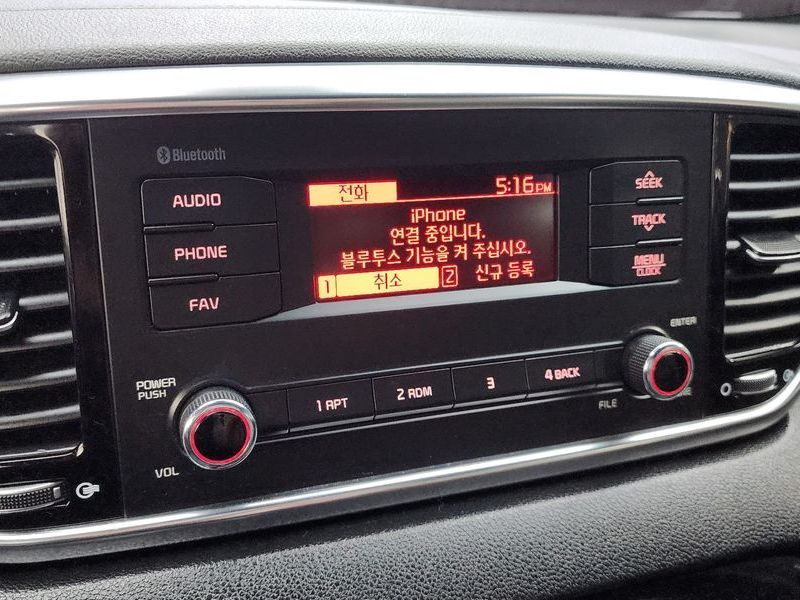 Bluetooth
AUDIO
PHONE
FAV
전화 5:16 PM
iPhone
연결 중입니다.
블루투스 기능을 켜 주십시오.
1 취소 2 신규 등록
SEEK
TRACK
MENU
CLOCK
POWER
PUSH
VOL
1 RPT
2 RDM
3
4 BACK
ENTER
FILE